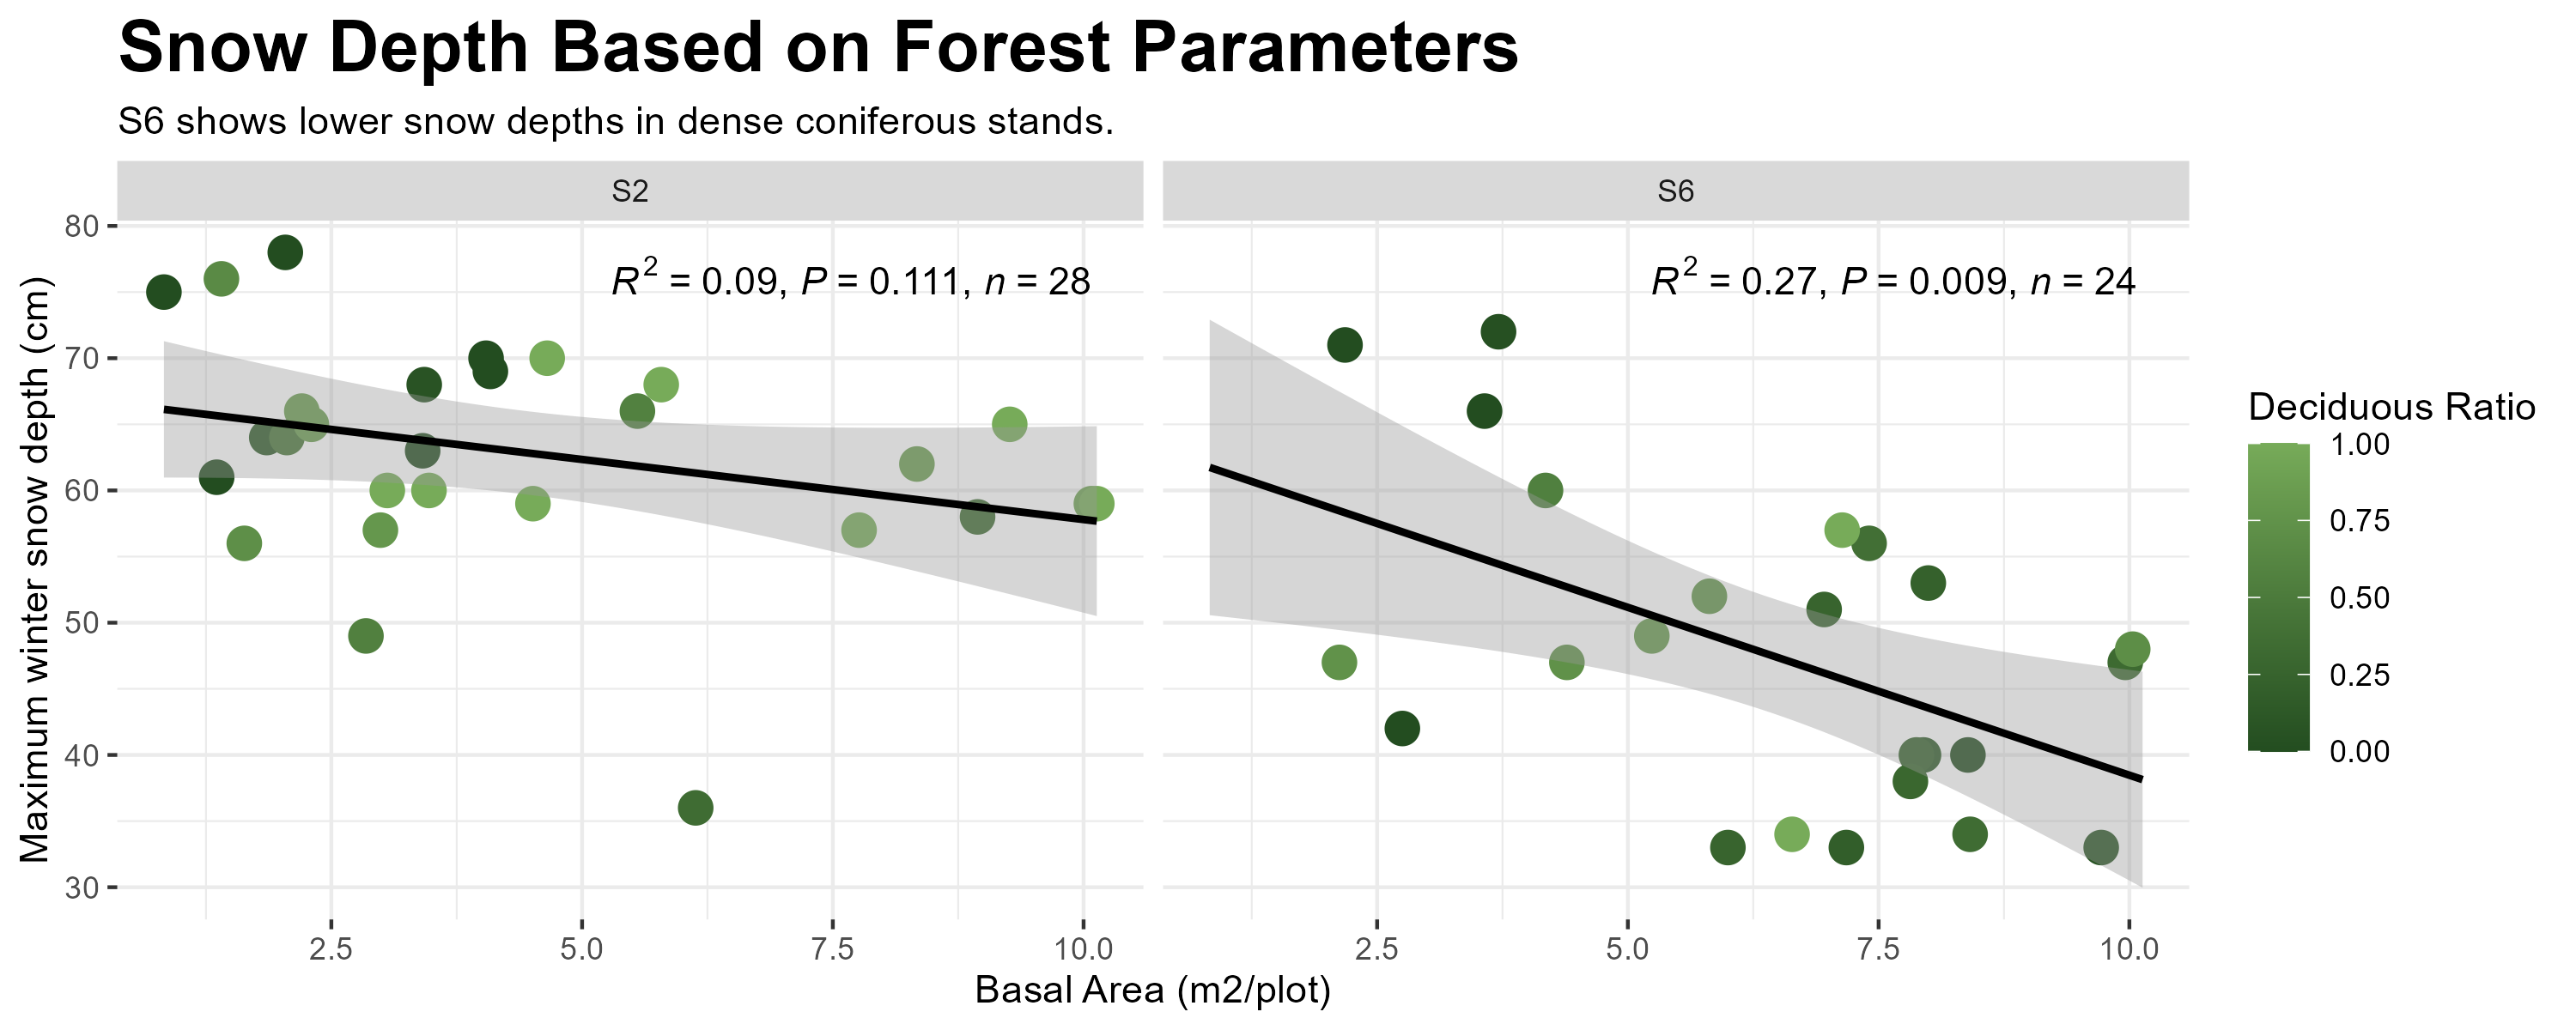 Snow Depth Based on Forest Parameters
S6 shows lower snow depths in dense coniferous stands.
S2
S6
R2 = 0.09, P = 0.111, n = 28
R2 = 0.27, P = 0.009, n = 24
Maximum winter snow depth (cm)
80
70
60
50
40
30
2.5 5.0 7.5 10.0
2.5 5.0 7.5 10.0
Basal Area (m2/plot)
Deciduous Ratio
1.00
0.75
0.50
0.25
0.00